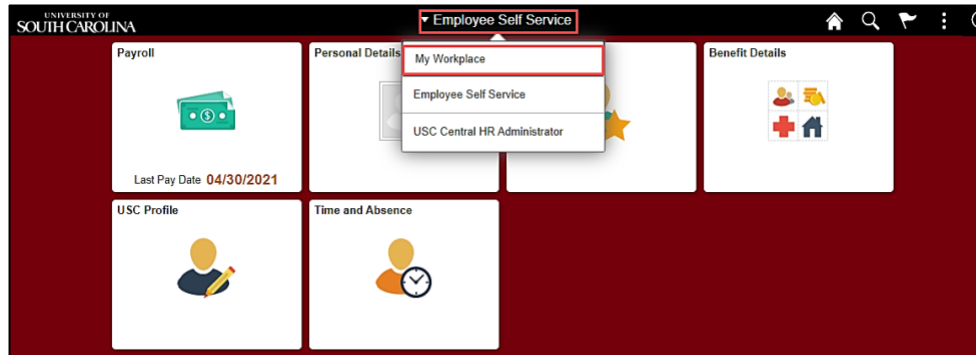 UNIVERSITY OF
SOUTH CAROLINA
Employee Self Service
Payroll
Personal Details
My Workplace
Benefit Details
Employee Self Service
USC Central HR Administrator
Last Pay Date 04/30/2021
USC Profile
Time and Absence